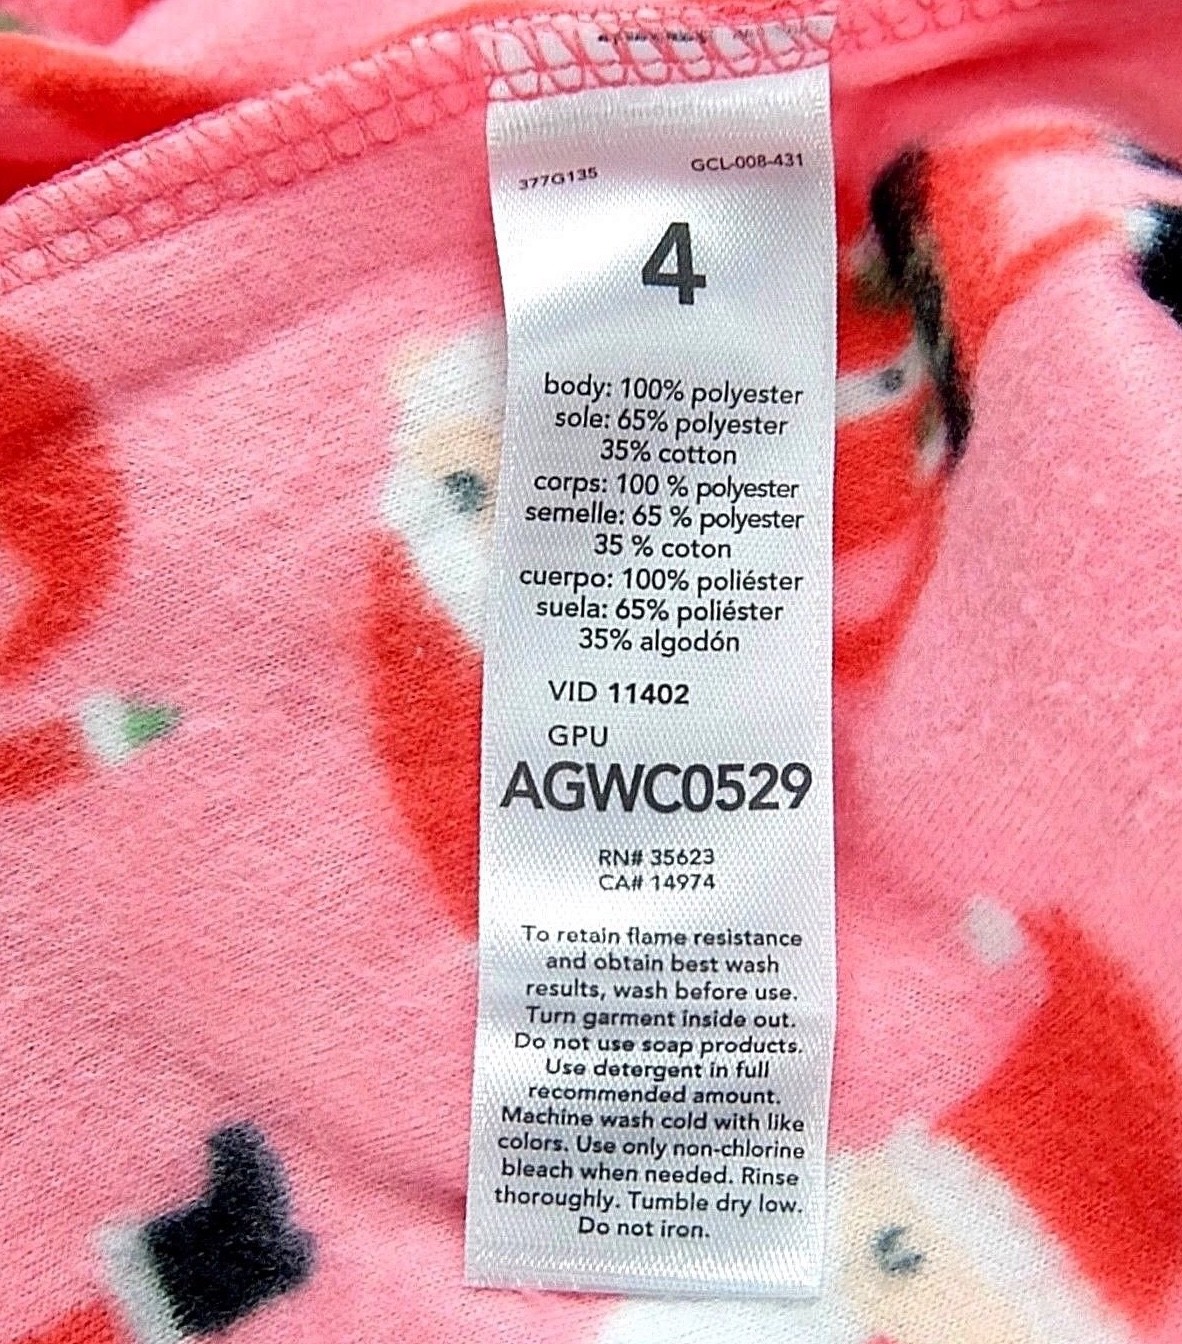 377G135 GCL-008-431
4
body: 100% polyester
sole: 65% polyester
35% cotton
corps: 100 % polyester
semelle: 65 % polyester
35 % coton
cuerpo: 100% poliéster
suela: 65% poliéster
35% algodón
VID 11402
GPU
AGWC0529
RN# 35623
CA# 14974
To retain flame resistance
and obtain best wash
results, wash before use.
Turn garment inside out.
Do not use soap products.
Use detergent in full
recommended amount.
Machine wash cold with like
colors. Use only non-chlorine
bleach when needed. Rinse
thoroughly. Tumble dry low.
Do not iron.